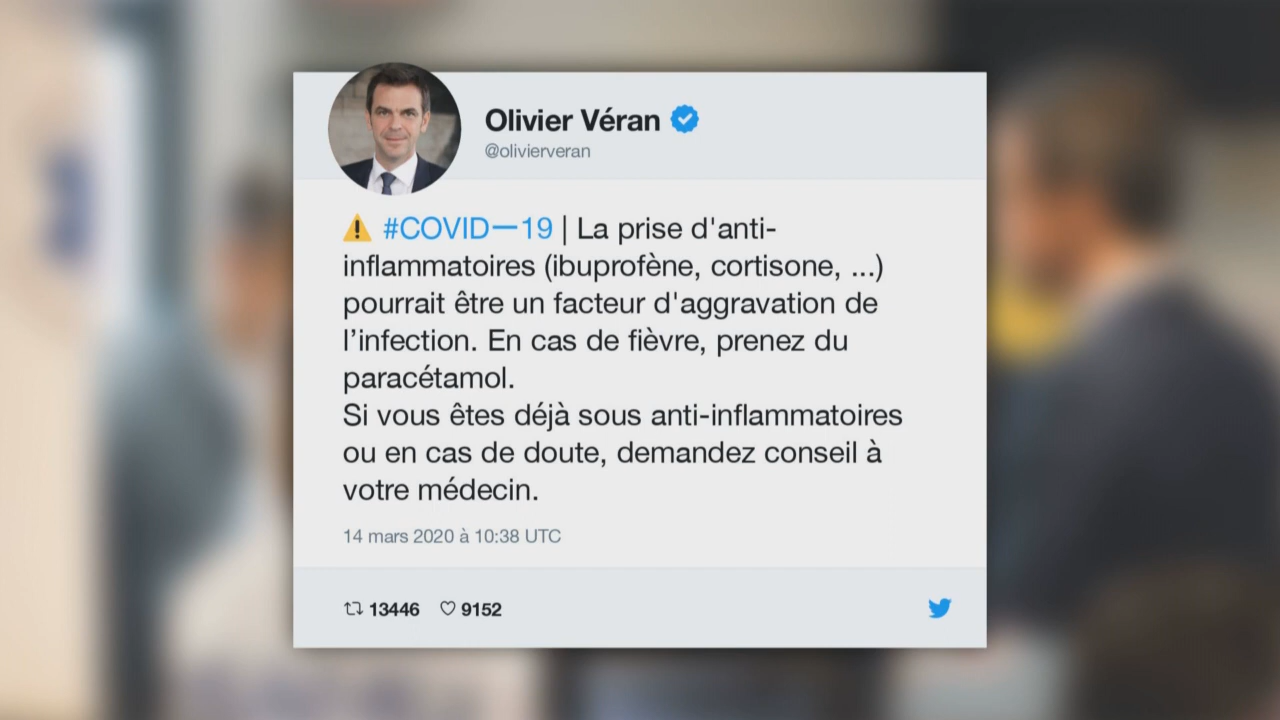 Olivier Véran
@olivierveran
⚠ #COVID—19 | La prise d'anti-
inflammatoires (ibuprofène, cortisone, ...)
pourrait être un facteur d'aggravation de
l’infection. En cas de fièvre, prenez du
paracétamol.
Si vous êtes déjà sous anti-inflammatoires
ou en cas de doute, demandez conseil à
votre médecin.
14 mars 2020 à 10:38 UTC
13446 9152